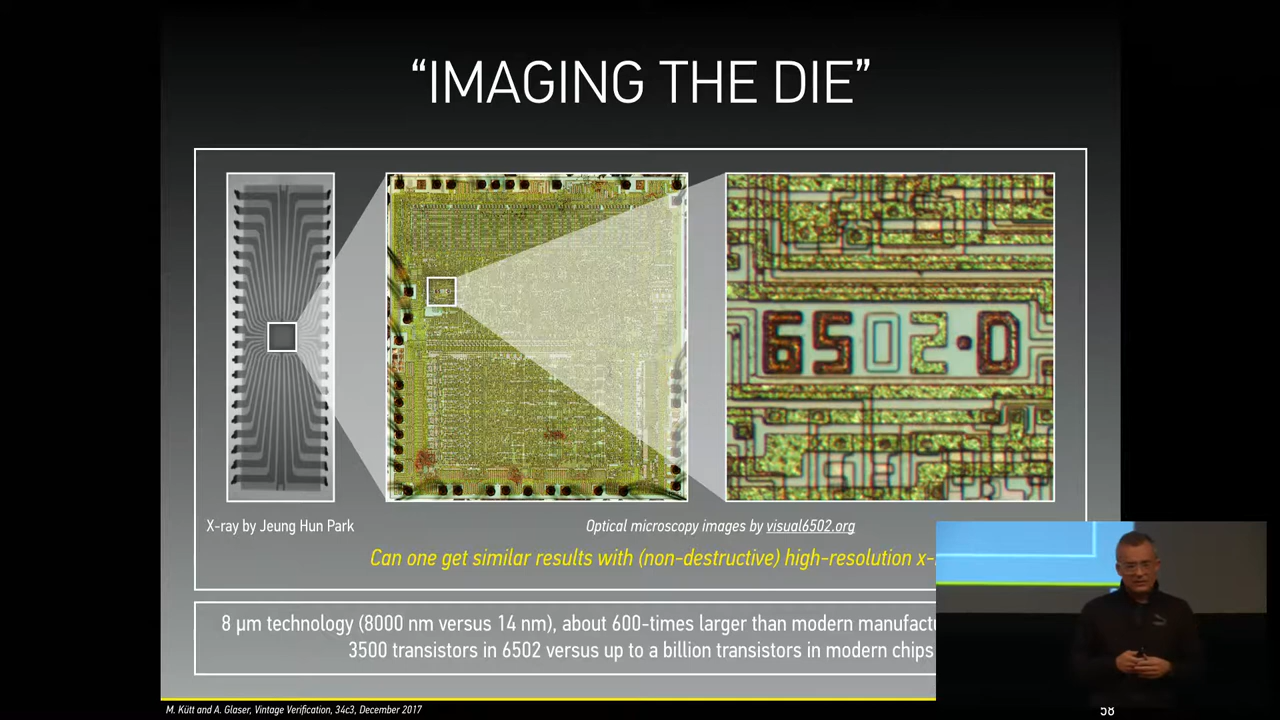 “IMAGING THE DIE”
6502·D
X-ray by Jeung Hun Park
Optical microscopy images by visual6502.org
Can one get similar results with (non-destructive) high-resolution x-
8 µm technology (8000 nm versus 14 nm), about 600-times larger than modern
3500 transistors in 6502 versus up to a billion transistors in modern chips
M. Kütt and A. Glaser, Vintage Verification, 34c3, December 2017
58